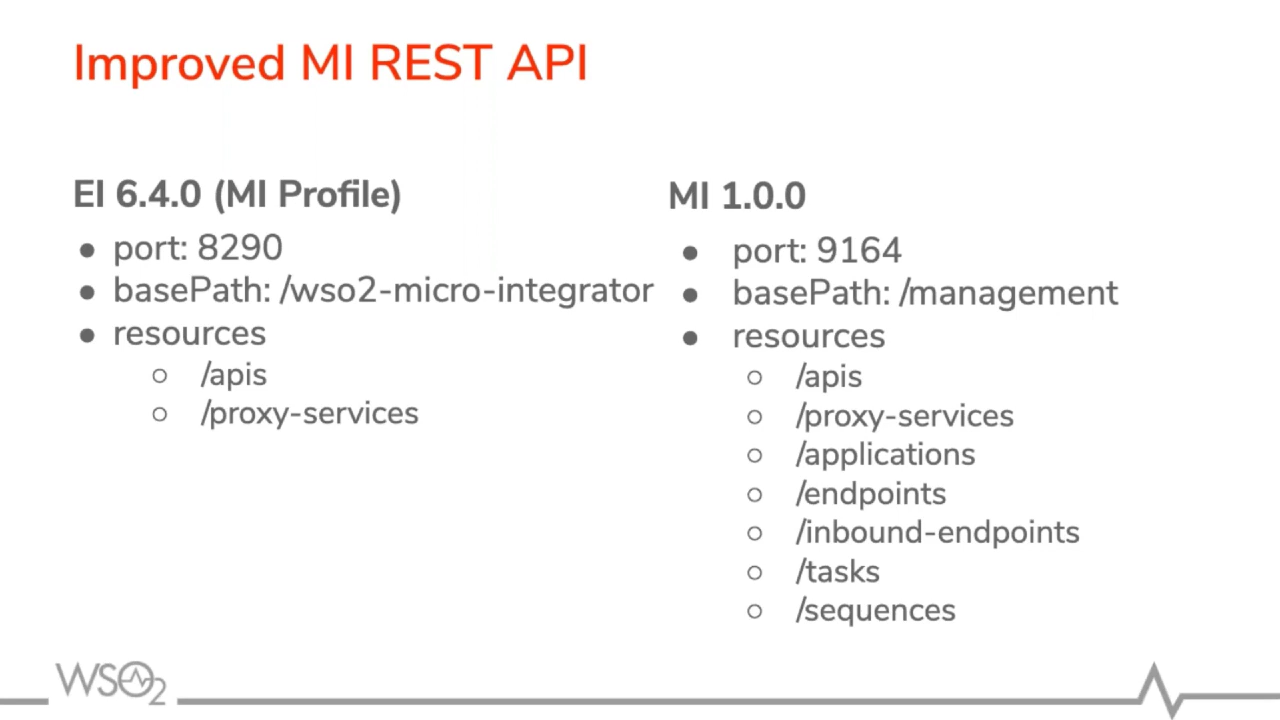 Improved MI REST API
EI 6.4.0 (MI Profile)
● port: 8290
● basePath: /wso2-micro-integrator
● resources
○ /apis
○ /proxy-services
MI 1.0.0
● port: 9164
● basePath: /management
● resources
○ /apis
○ /proxy-services
○ /applications
○ /endpoints
○ /inbound-endpoints
○ /tasks
○ /sequences
WSO2